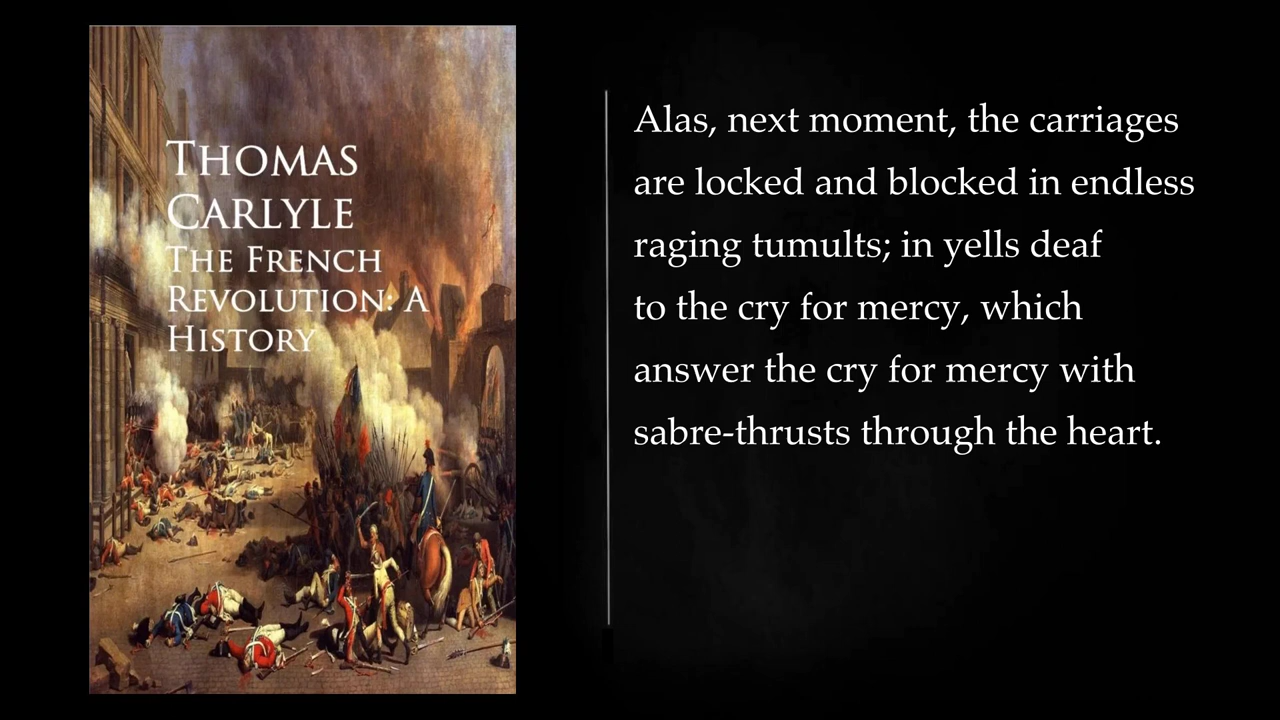 THOMAS
CARLYLE
THE FRENCH
REVOLUTION: A
HISTORY
Alas, next moment, the carriages
are locked and blocked in endless
raging tumults; in yells deaf
to the cry for mercy, which
answer the cry for mercy with
sabre-thrusts through the heart.